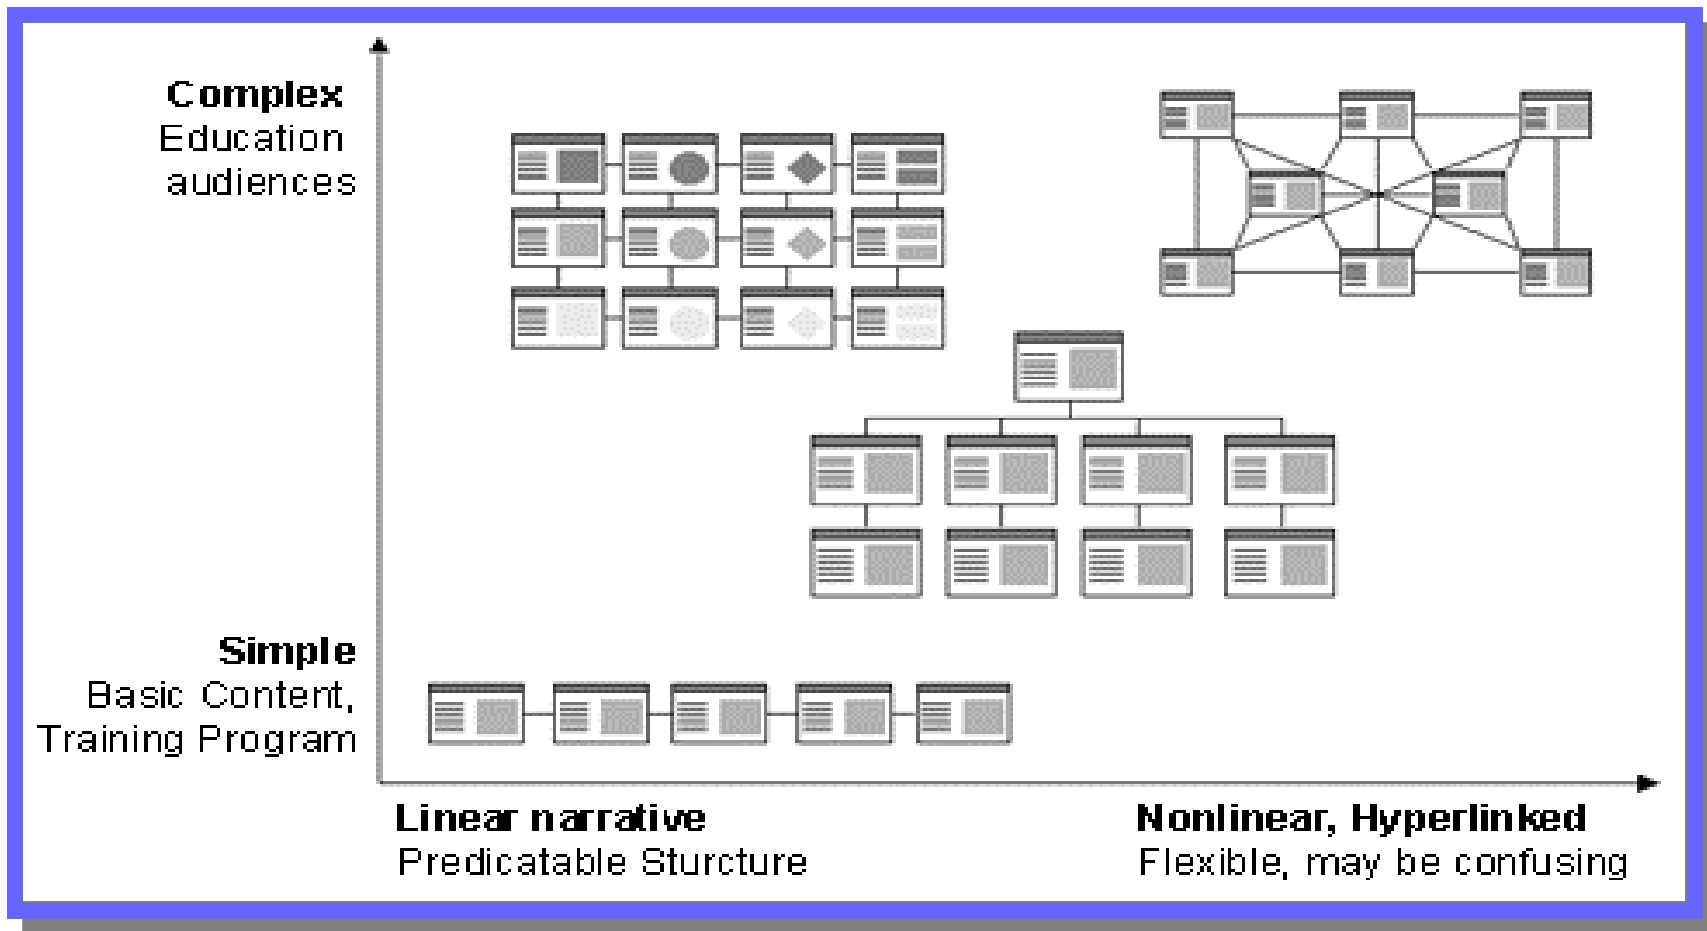 Complex
Education
audiences
Simple
Basic Content,
Training Program
Linear narrative
Predicatable Sturcture
Nonlinear, Hyperlinked
Flexible, may be confusing